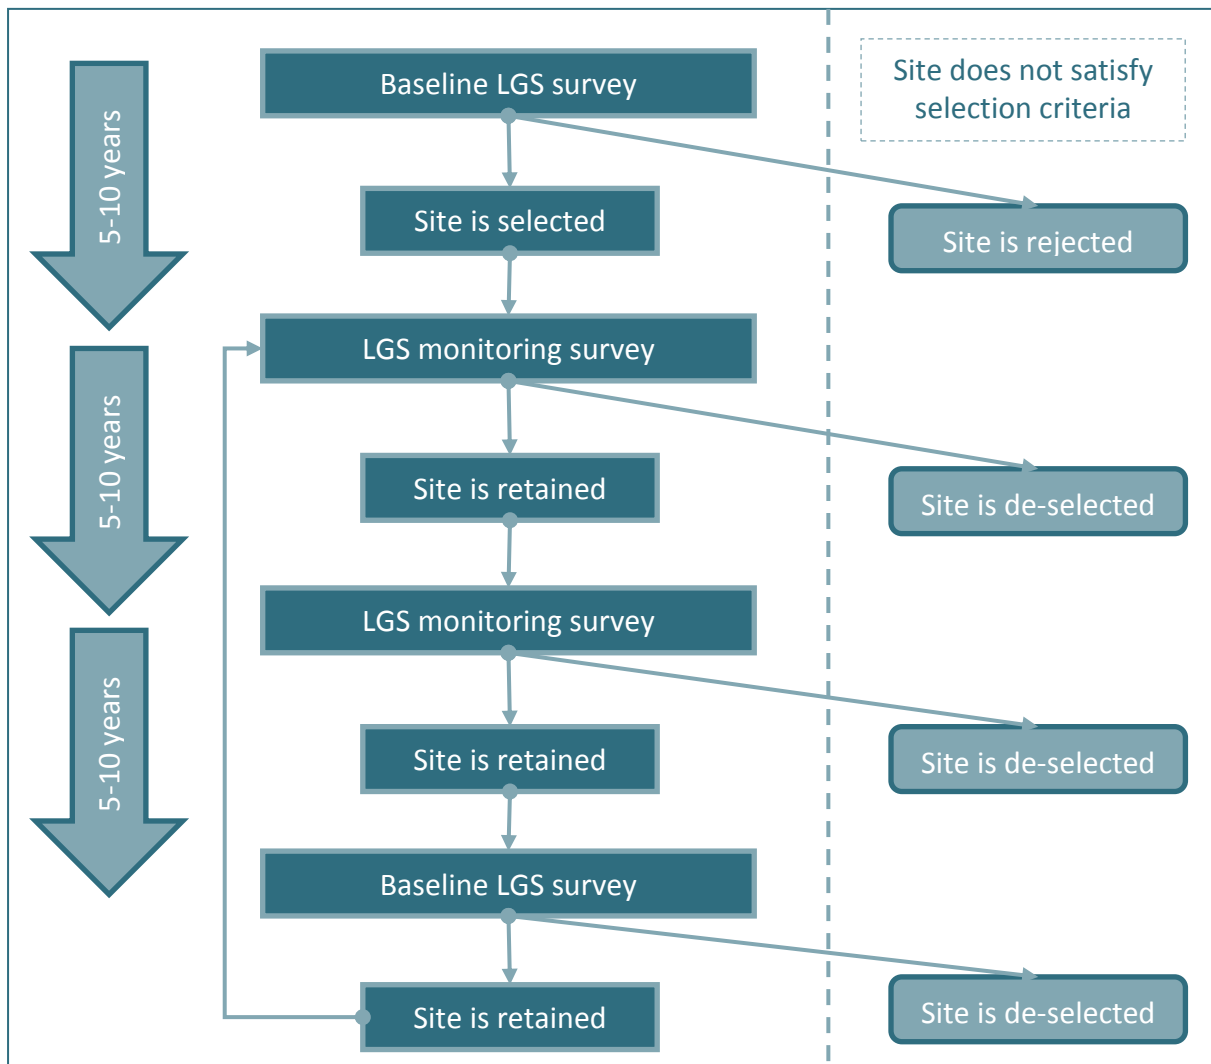 Baseline LGS survey
Site does not satisfy
selection criteria
5-10 years
Site is selected
Site is rejected
LGS monitoring survey
5-10 years
Site is retained
Site is de-selected
LGS monitoring survey
5-10 years
Site is retained
Site is de-selected
Baseline LGS survey
Site is retained
Site is de-selected